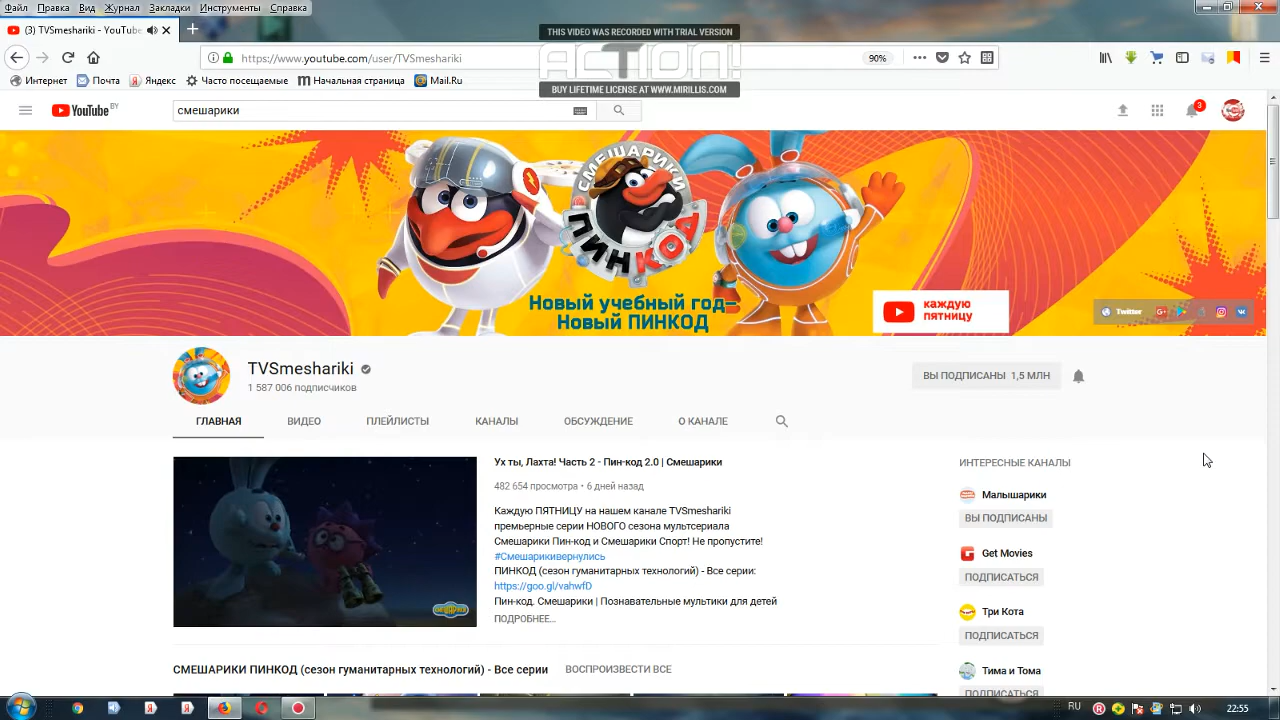 Файл Правка Вид Журнал Закладки Инструменты Справка
(3) TVSmeshariki - YouTube
THIS VIDEO WAS RECORDED WITH TRIAL VERSION
ACTION!
BUY LIFETIME LICENSE AT WWW.MIRILLIS.COM
https://www.youtube.com/user/TVSmeshariki
90%
Интернет Почта Яндекс Часто посещаемые Начальная страница Mail.Ru
YouTube BY
смешарики
3
СМЕШАРИКИ
ПИНКОД
Новый учебный год–
Новый ПИНКОД
каждую
пятницу
Twitter
TVSmeshariki
1 587 006 подписчиков
ВЫ ПОДПИСАНЫ 1,5 МЛН
ГЛАВНАЯ ВИДЕО ПЛЕЙЛИСТЫ КАНАЛЫ ОБСУЖДЕНИЕ О КАНАЛЕ
Ух ты, Лахта! Часть 2 - Пин-код 2.0 | Смешарики
482 654 просмотра • 6 дней назад
Каждую ПЯТНИЦУ на нашем канале TVSmeshariki
премьерные серии НОВОГО сезона мультсериала
Смешарики Пин-код и Смешарики Спорт! Не пропустите!
#Смешарикивернулись
ПИНКОД (сезон гуманитарных технологий) - Все серии:
https://goo.gl/vahwfD
Пин-код. Смешарики | Познавательные мультики для детей
ПОДРОБНЕЕ...
ИНТЕРЕСНЫЕ КАНАЛЫ
Малышарики
ВЫ ПОДПИСАНЫ
Get Movies
ПОДПИСАТЬСЯ
Три Кота
ПОДПИСАТЬСЯ
Тима и Тома
ПОДПИСАТЬСЯ
СМЕШАРИКИ ПИНКОД (сезон гуманитарных технологий) - Все серии ВОСПРОИЗВЕСТИ ВСЕ
RU
22:55